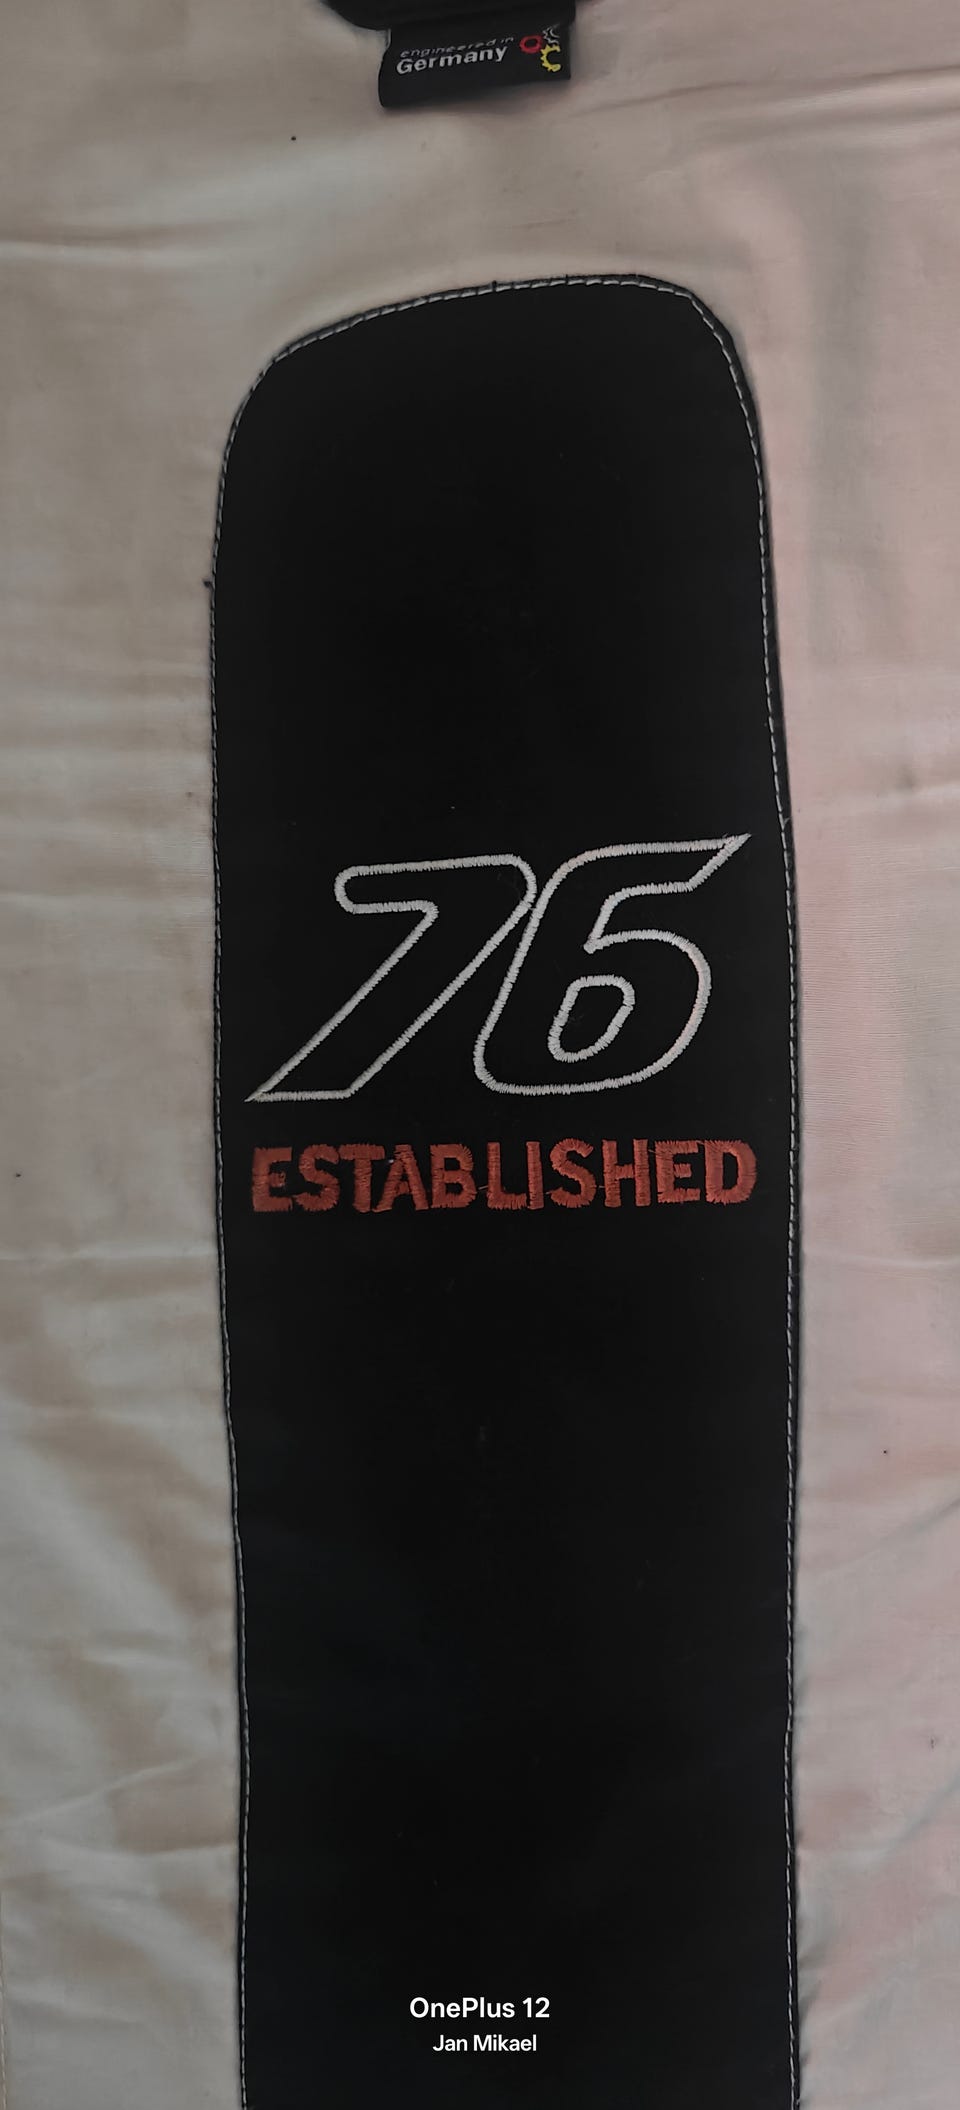 engineered in
Germany
76
ESTABLISHED
OnePlus 12
Jan Mikael